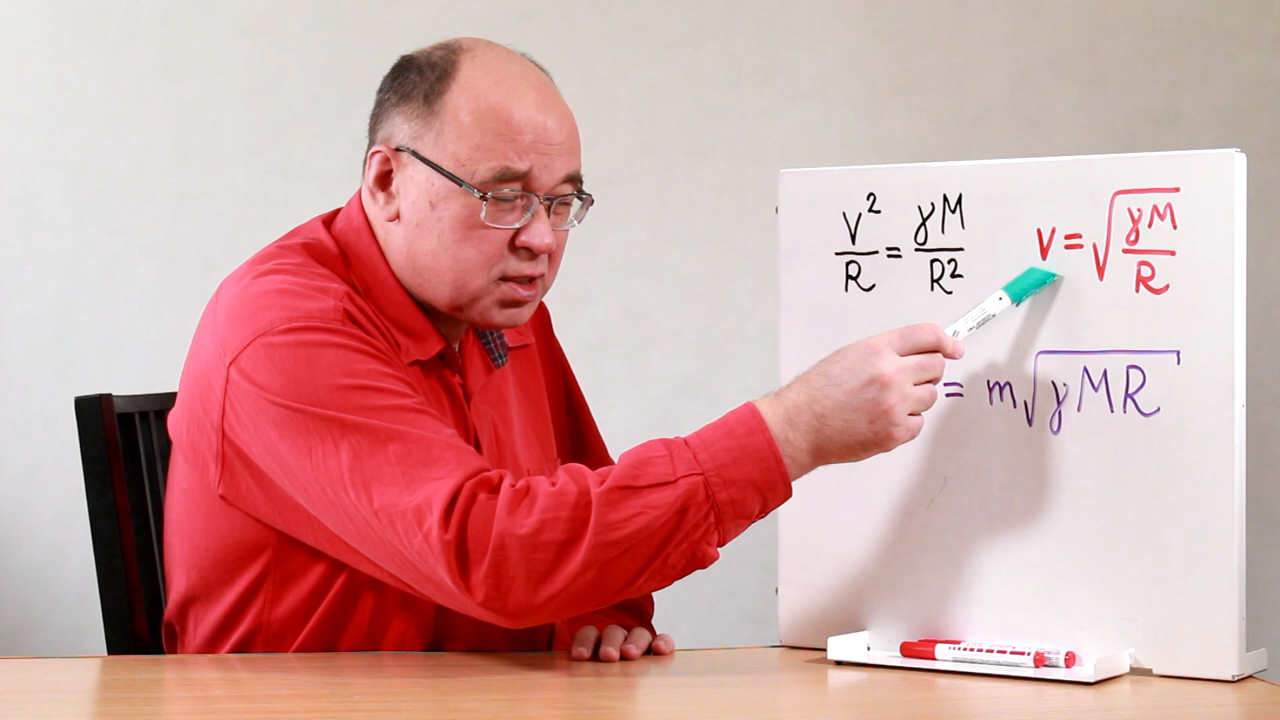 V²/R = γM/R²
v = √(γM/R)
= m√(γMR)